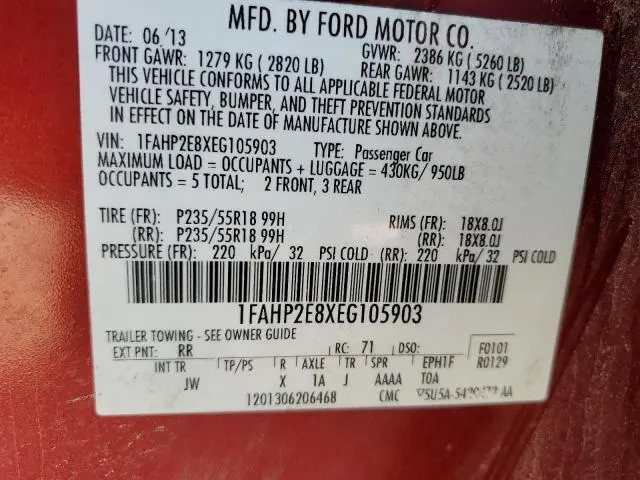 MFD. BY FORD MOTOR CO.
DATE: 06/13
GVWR: 2386 KG (5260 LB)
FRONT GAWR: 1279 KG (2820 LB) REAR GAWR: 1143 KG (2520 LB)
THIS VEHICLE CONFORMS TO ALL APPLICABLE FEDERAL MOTOR
VEHICLE SAFETY, BUMPER, AND THEFT PREVENTION STANDARDS
IN EFFECT ON THE DATE OF MANUFACTURE SHOWN ABOVE.
VIN: 1FAHP2E8XEG105903 TYPE: Passenger Car
MAXIMUM LOAD = OCCUPANTS + LUGGAGE = 430KG/ 950LB
OCCUPANTS = 5 TOTAL; 2 FRONT, 3 REAR
TIRE (FR): P235/55R18 99H RIMS (FR): 18X8.0J
(RR): P235/55R18 99H (RR): 18X8.0J
PRESSURE (FR): 220 kPa/ 32 PSI COLD (RR): 220 kPa/ 32 PSI COLD
1FAHP2E8XEG105903
TRAILER TOWING - SEE OWNER GUIDE
EXT PNT: RR RC: 71 DSO: F0101
INT TR TP/PS R AXLE TR SPR EPH1F R0129
JW X 1A J AAAA TOA
1201306206468 CMC